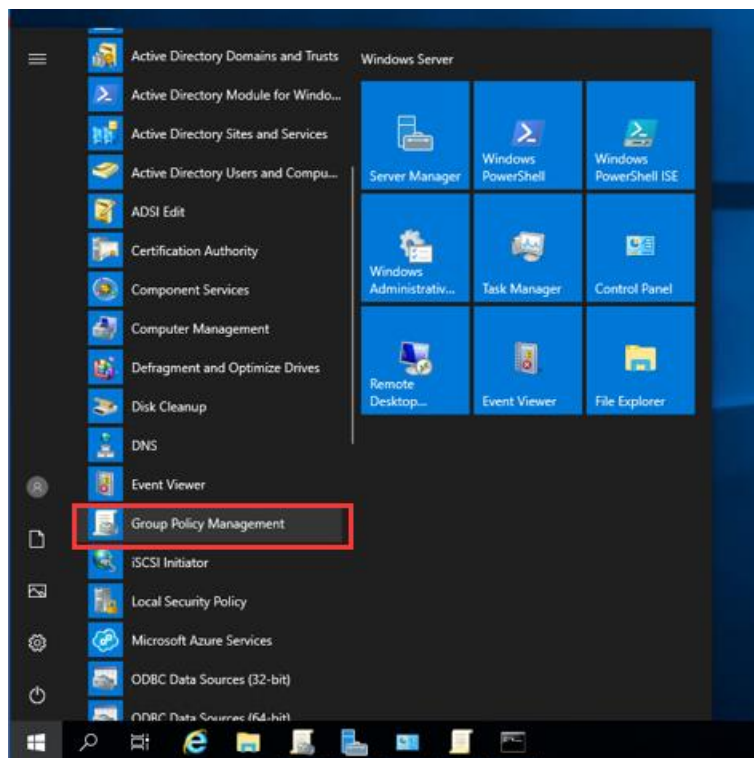 Active Directory Domains and Trusts
Active Directory Module for Windo...
Active Directory Sites and Services
Active Directory Users and Compu...
ADSI Edit
Certification Authority
Component Services
Computer Management
Defragment and Optimize Drives
Disk Cleanup
DNS
Event Viewer
Group Policy Management
iSCSI Initiator
Local Security Policy
Microsoft Azure Services
ODBC Data Sources (32-bit)
ODBC Data Sources (64-bit)
Windows Server
Server Manager
Windows
PowerShell
Windows
PowerShell ISE
Windows
Administrativ...
Task Manager
Control Panel
Remote
Desktop...
Event Viewer
File Explorer